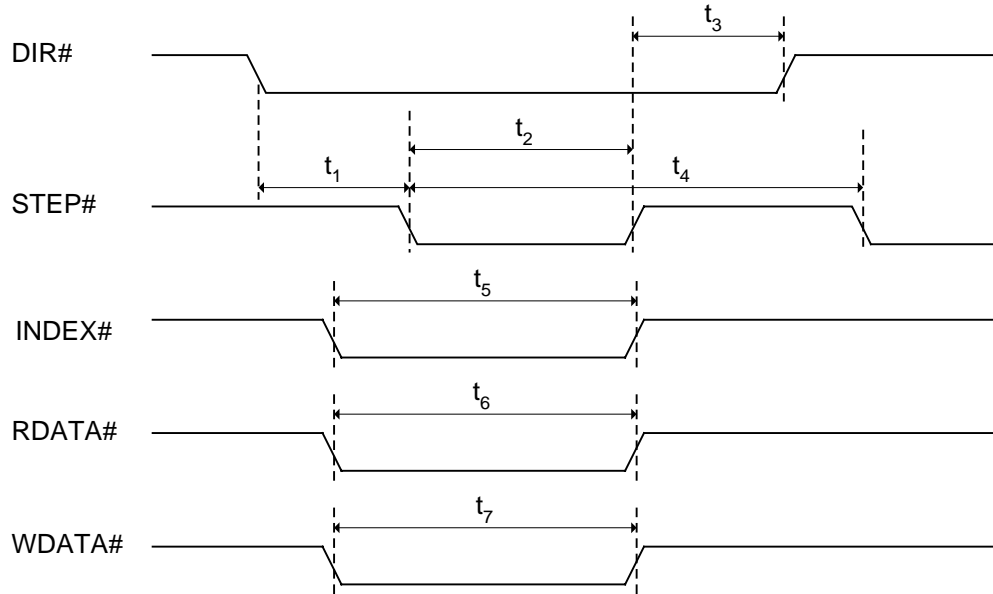 t3
DIR#
t2
t1
t4
STEP#
t5
INDEX#
t6
RDATA#
t7
WDATA#